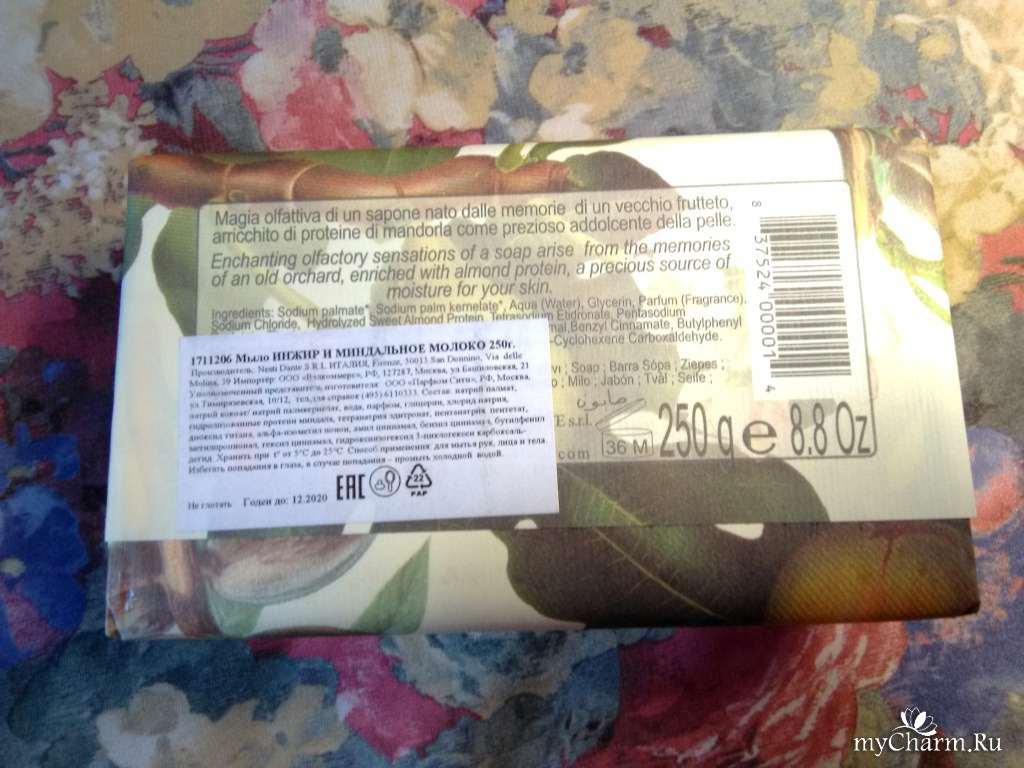 Magia olfattiva di un sapone nato dalle memorie di un vecchio frutteto,
arricchito di proteine di mandorla come prezioso addolcente della pelle.
Enchanting olfactory sensations of a soap arise from the memories
of an old orchard, enriched with almond protein, a precious source of
moisture for your skin.
Ingredients: Sodium palmate*, Sodium palm kernelate*, Aqua (Water), Glycerin, Parfum (Fragrance),
Sodium Chloride, Hydrolyzed Sweet Almond Protein, Tetrasodium Etidronate, Pentasodium
Benzyl Cinnamate, Butylphenyl
-Cyclohexene Carboxaldehyde.
; Soap ; Barra Sōpa ; Ziepes ;
; Milo ; Jabón ; Tvål ; Seife ;
صابون
E s.r.l.
com
36 M
250 g e 8.8 Oz
8 37524 00001 4
1711206 Мыло ИНЖИР И МИНДАЛЬНОЕ МОЛОКО 250г.
Производитель: Nesti Dante S.R.L. ИТАЛИЯ, Firenze, 50013 San Donnino, Via delle
Molina, 39 Импортёр: ООО «Вэлкоммерс», РФ, 127287, Москва, ул Башиловская, 21
Уполномоченный представитель изготовителя ООО «Парфюм Сити», РФ, Москва,
ул.Тимирязевская, 10/12, тел.для справок (495) 6110333. Состав: натрий палмат,
натрий кокоат/ натрий палмкернелат, вода, парфюм, глицерин, хлорид натрия,
гидролизованные протеин миндаля, тетранатрия этидронат, пентанатрия пентетат,
диоксид титана, альфа-изометил ионон, амил циннамал, бензил циннамат, бутилфенил
метилпропионал, гексил циннамал, гидроксиизогексил 3-циклогексен карбоксаль-
дегид. Хранить при t° от 5°С до 25°С Способ применения: для мытья рук, лица и тела.
Избегать попадания в глаза, в случае попадания – промыть холодной водой.
Не глотать Годен до: 12.2020 EAC 22 PAP
myCharm.Ru